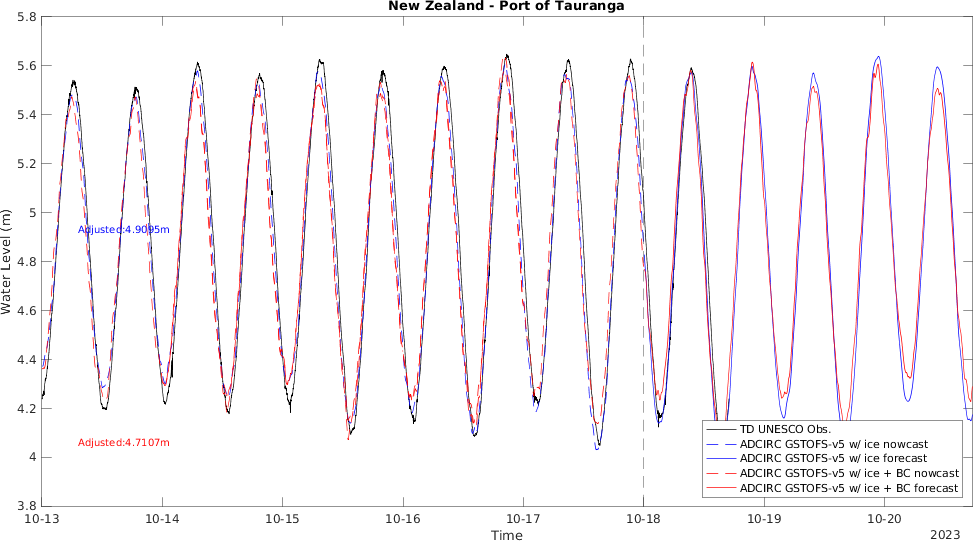 New Zealand - Port of Tauranga
5.8
5.6
5.4
5.2
5
4.8
4.6
4.4
4.2
4
3.8
Water Level (m)
Adjusted:4.9095m
Adjusted:4.7107m
TD UNESCO Obs.
ADCIRC GSTOFS-v5 w/ ice nowcast
ADCIRC GSTOFS-v5 w/ ice forecast
ADCIRC GSTOFS-v5 w/ ice + BC nowcast
ADCIRC GSTOFS-v5 w/ ice + BC forecast
10-13 10-14 10-15 10-16 10-17 10-18 10-19 10-20
Time
2023